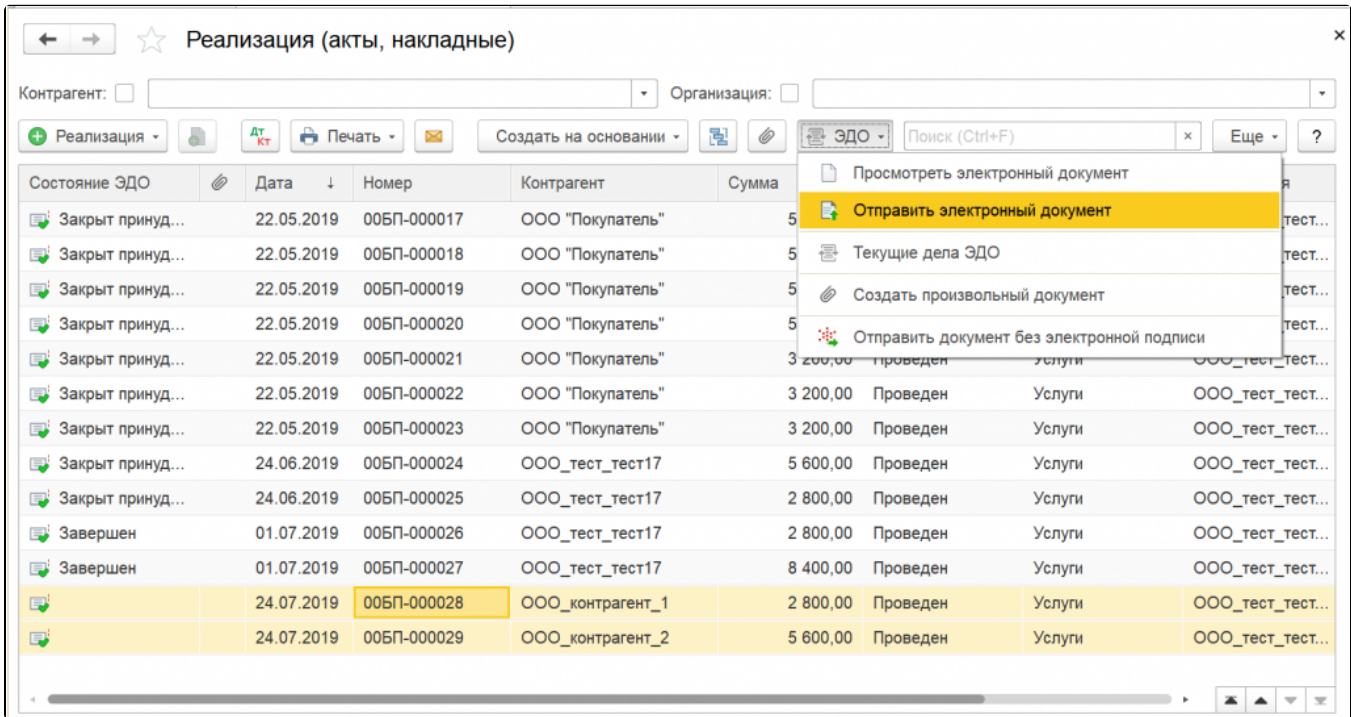 Реализация (акты, накладные)
Контрагент: Организация:
Реализация Дт Кт Печать Создать на основании ЭДО Поиск (Ctrl+F) × Еще ?
Состояние ЭДО Дата ↓ Номер Контрагент Сумма
Просмотреть электронный документ
Отправить электронный документ
Текущие дела ЭДО
Создать произвольный документ
Отправить документ без электронной подписи
Закрыт принуд... 22.05.2019 00БП-000017 ООО "Покупатель" 5 тест...
Закрыт принуд... 22.05.2019 00БП-000018 ООО "Покупатель" 5 тест...
Закрыт принуд... 22.05.2019 00БП-000019 ООО "Покупатель" 5 тест...
Закрыт принуд... 22.05.2019 00БП-000020 ООО "Покупатель" 5 тест...
Закрыт принуд... 22.05.2019 00БП-000021 ООО "Покупатель" 3 200,00 Проведен Услуги ООО_тест_тест...
Закрыт принуд... 22.05.2019 00БП-000022 ООО "Покупатель" 3 200,00 Проведен Услуги ООО_тест_тест...
Закрыт принуд... 22.05.2019 00БП-000023 ООО "Покупатель" 3 200,00 Проведен Услуги ООО_тест_тест...
Закрыт принуд... 24.06.2019 00БП-000024 ООО_тест_тест17 5 600,00 Проведен Услуги ООО_тест_тест...
Закрыт принуд... 24.06.2019 00БП-000025 ООО_тест_тест17 2 800,00 Проведен Услуги ООО_тест_тест...
Завершен 01.07.2019 00БП-000026 ООО_тест_тест17 2 800,00 Проведен Услуги ООО_тест_тест...
Завершен 01.07.2019 00БП-000027 ООО_тест_тест17 8 400,00 Проведен Услуги ООО_тест_тест...
24.07.2019 00БП-000028 ООО_контрагент_1 2 800,00 Проведен Услуги ООО_тест_тест...
24.07.2019 00БП-000029 ООО_контрагент_2 5 600,00 Проведен Услуги ООО_тест_тест...